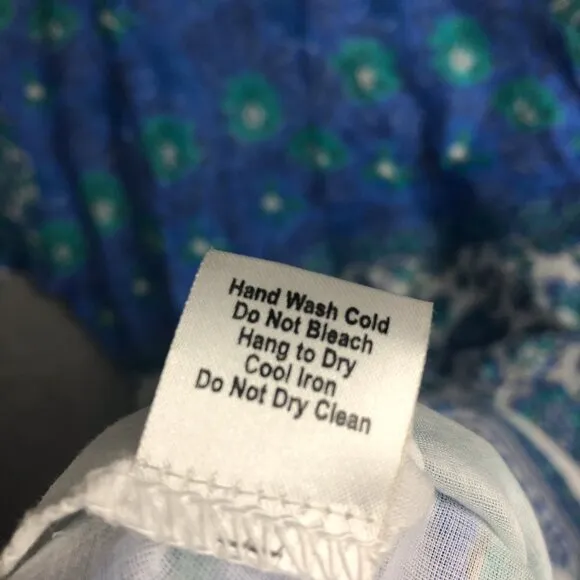 Hand Wash Cold
Do Not Bleach
Hang to Dry
Cool Iron
Do Not Dry Clean